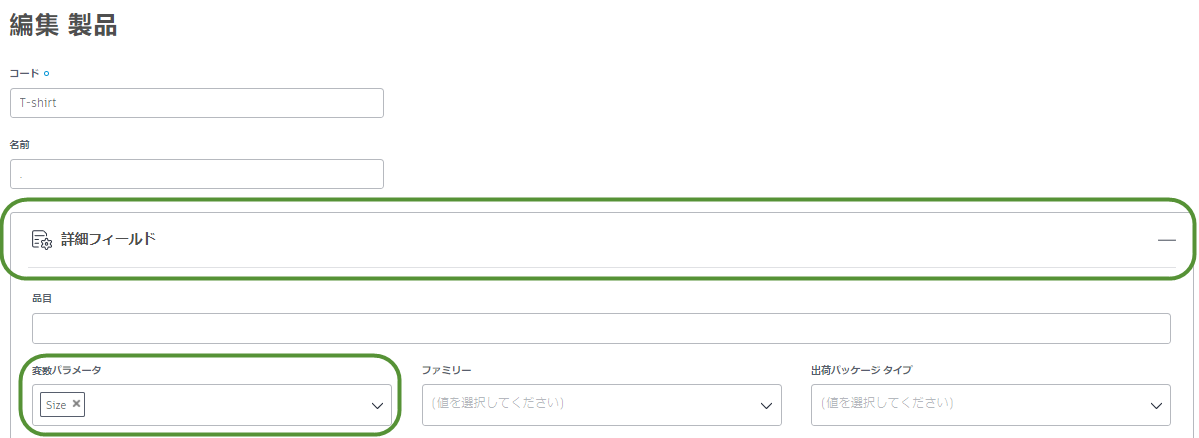 編集 製品
コード
T-shirt
名前
.
詳細フィールド
品目
変数パラメータ ファミリー 出荷パッケージ タイプ
Size × (値を選択してください) (値を選択してください)